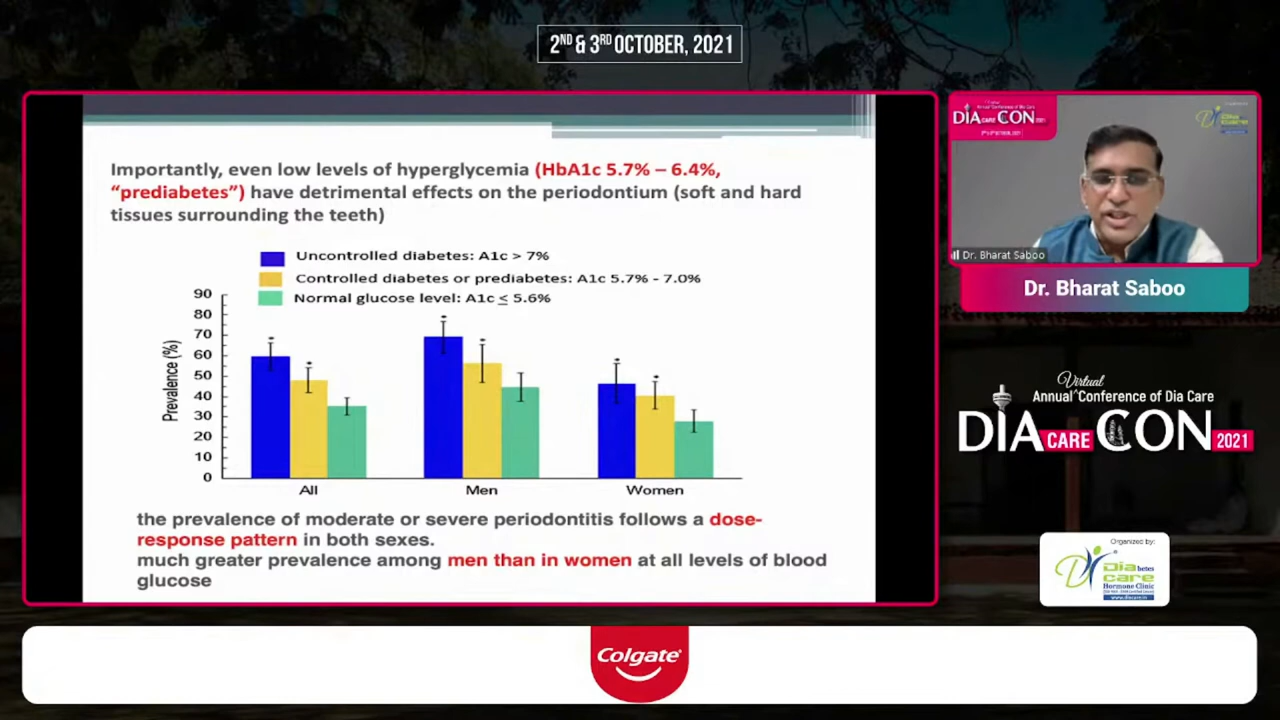 2ND & 3RD OCTOBER, 2021
Importantly, even low levels of hyperglycemia (HbA1c 5.7% – 6.4%,
“prediabetes”) have detrimental effects on the periodontium (soft and hard
tissues surrounding the teeth)
Uncontrolled diabetes: A1c > 7%
Controlled diabetes or prediabetes: A1c 5.7% - 7.0%
Normal glucose level: A1c ≤ 5.6%
Prevalence (%)
90
80
70
60
50
40
30
20
10
0
All Men Women
the prevalence of moderate or severe periodontitis follows a dose-
response pattern in both sexes.
much greater prevalence among men than in women at all levels of blood
glucose
DIA CARE CON 2021
Dr. Bharat Saboo
Dr. Bharat Saboo
Virtual
Annual^Conference of Dia Care
DIA CARE CON 2021
Organized by:
Diabetes
care
Hormone Clinic
www.diacare.in
Colgate